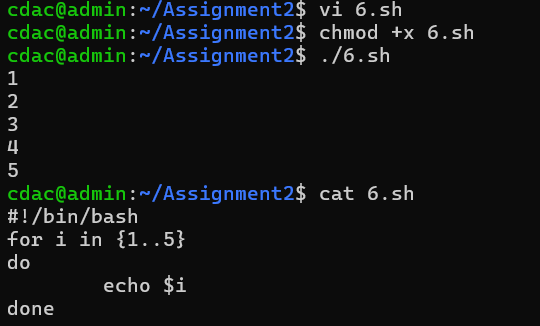 cdac@admin:~/Assignment2$ vi 6.sh
cdac@admin:~/Assignment2$ chmod +x 6.sh
cdac@admin:~/Assignment2$ ./6.sh
1
2
3
4
5
cdac@admin:~/Assignment2$ cat 6.sh
#!/bin/bash
for i in {1..5}
do
        echo $i
done